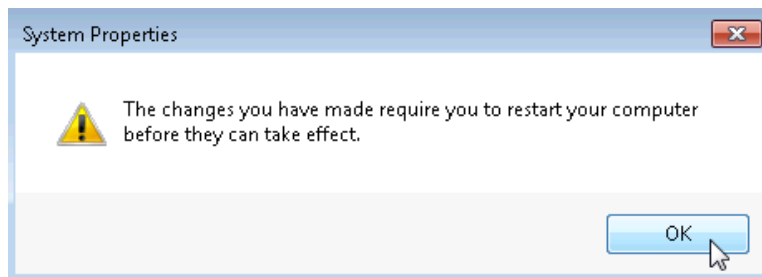 System Properties
The changes you have made require you to restart your computer
before they can take effect.
OK